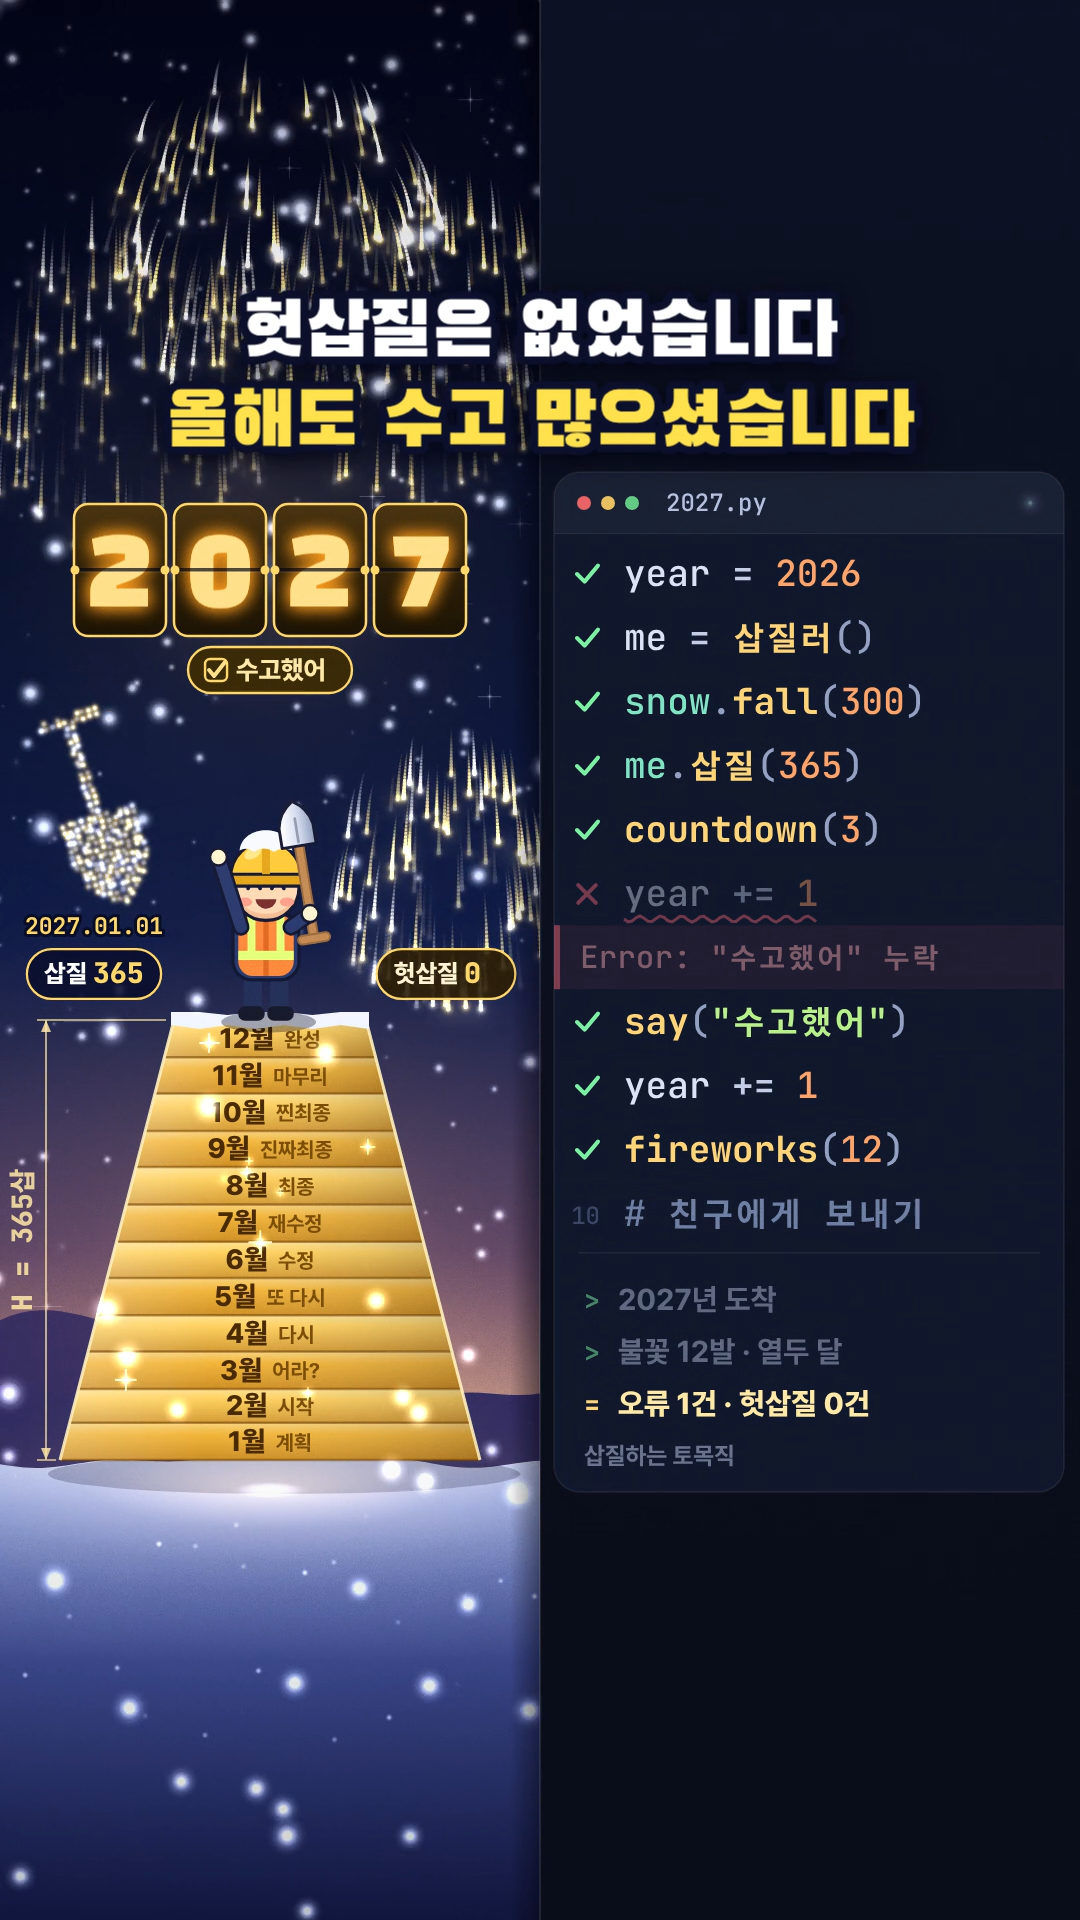 헛삽질은 없었습니다
올해도 수고 많으셨습니다
2027
수고했어
2027.01.01
삽질 365
헛삽질 0
H = 365삽
12월 완성
11월 마무리
10월 찐최종
9월 진짜최종
8월 최종
7월 재수정
6월 수정
5월 또 다시
4월 다시
3월 어라?
2월 시작
1월 계획
2027.py
year = 2026
me = 삽질러()
snow.fall(300)
me.삽질(365)
countdown(3)
year += 1
Error: "수고했어" 누락
say("수고했어")
year += 1
fireworks(12)
10 # 친구에게 보내기
> 2027년 도착
> 불꽃 12발 · 열두 달
= 오류 1건 · 헛삽질 0건
삽질하는 토목직